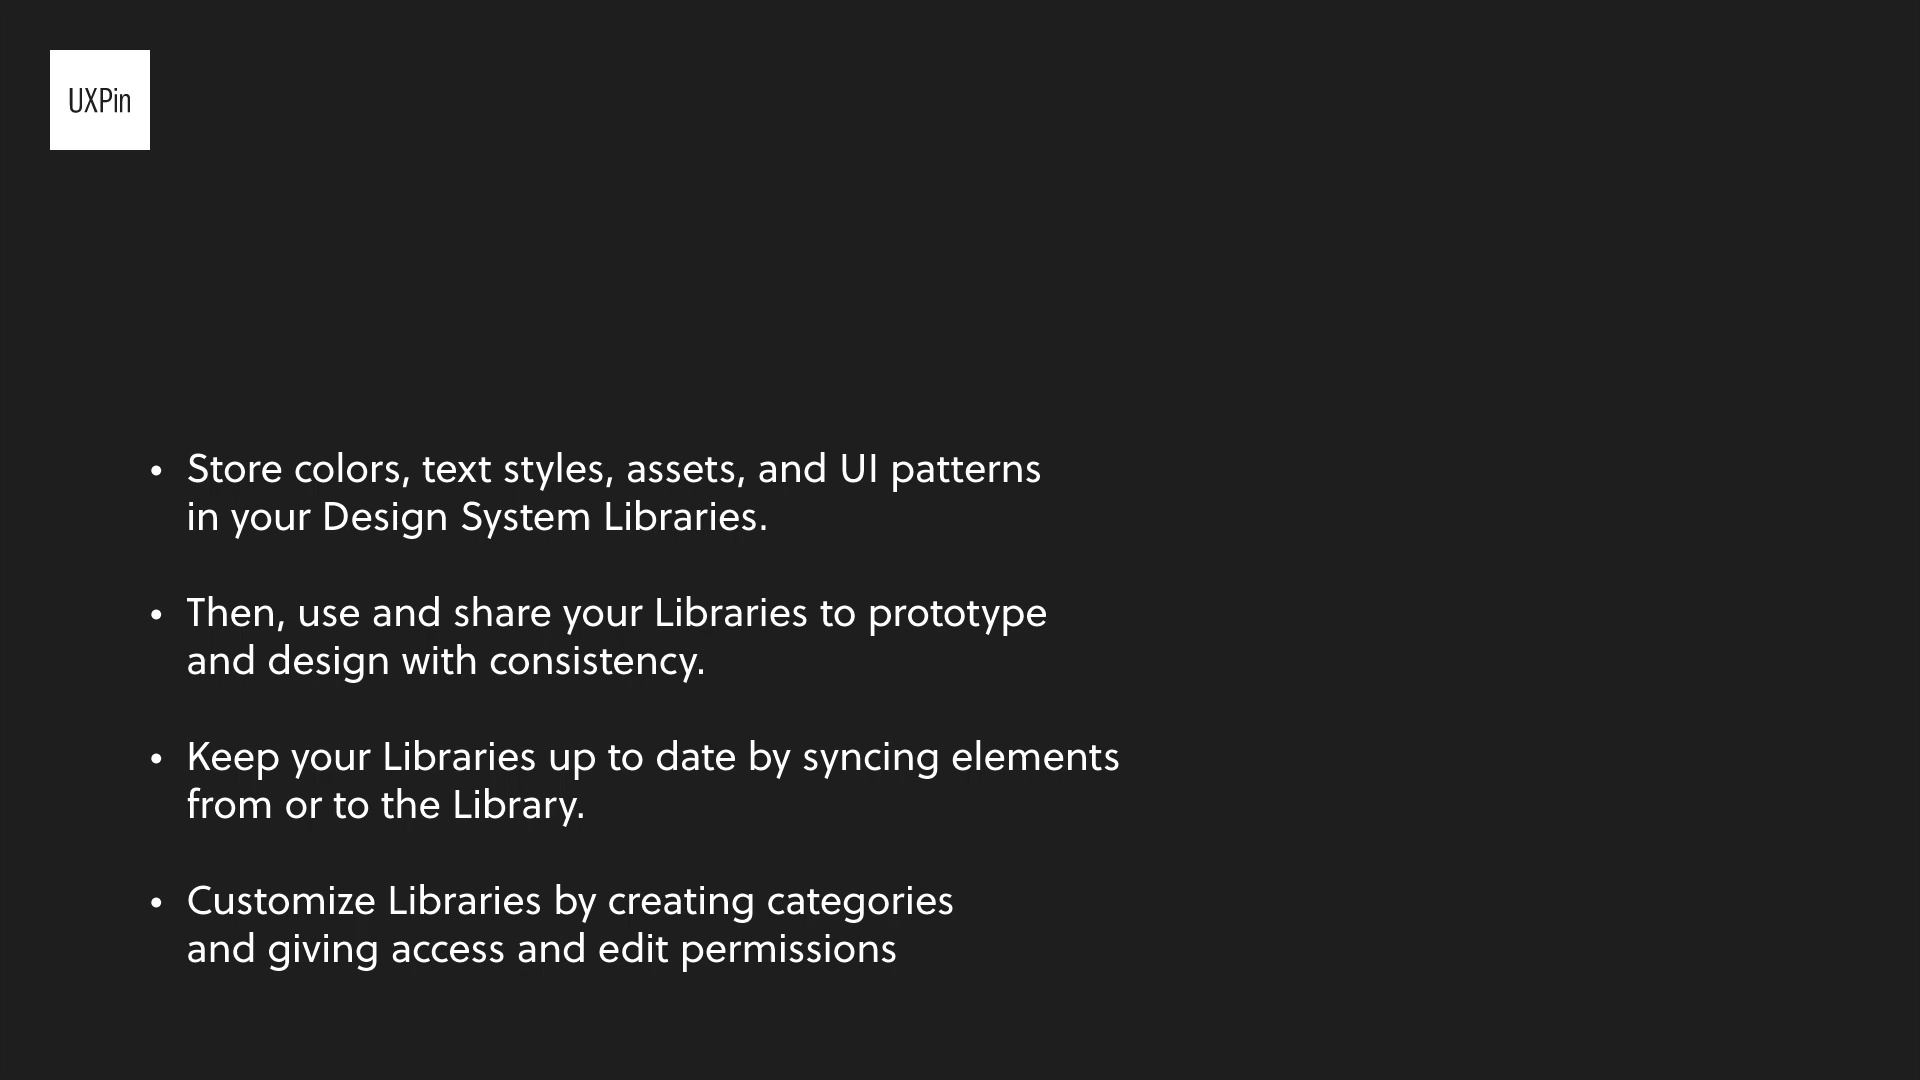 UXPin
• Store colors, text styles, assets, and UI patterns
in your Design System Libraries.
• Then, use and share your Libraries to prototype
and design with consistency.
• Keep your Libraries up to date by syncing elements
from or to the Library.
• Customize Libraries by creating categories
and giving access and edit permissions